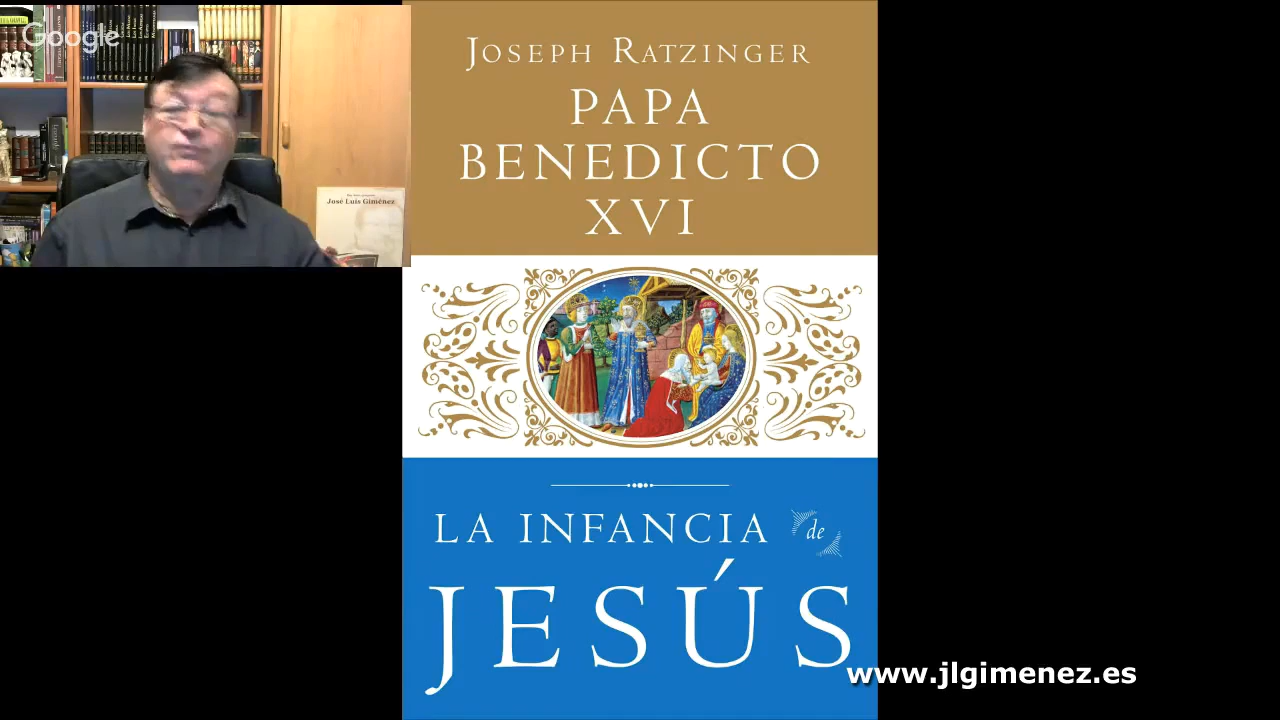 Google
José Luis Giménez
JOSEPH RATZINGER
PAPA
BENEDICTO
XVI
LA INFANCIA de
JESÚS
www.jlgimenez.es